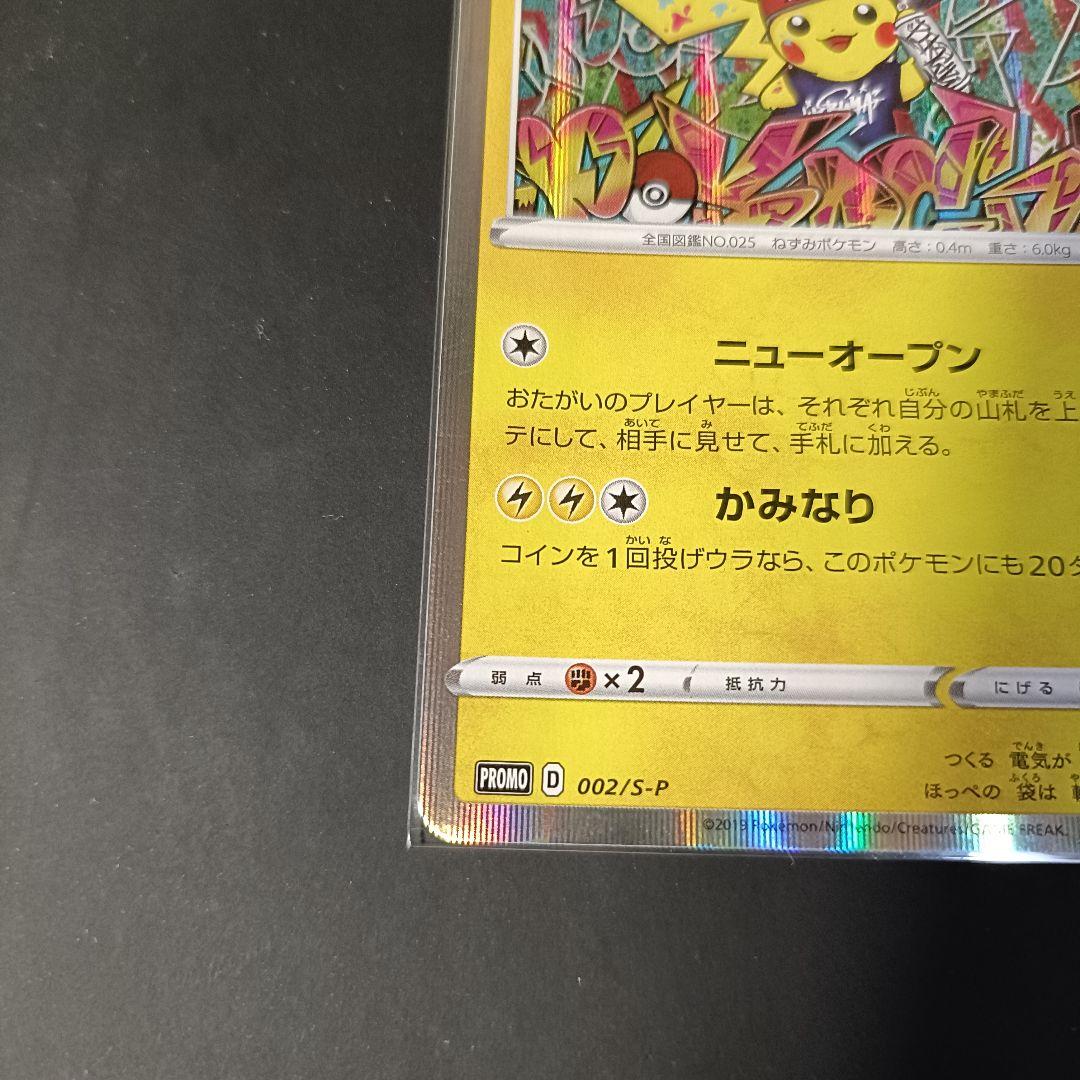 全国図鑑NO.025 ねずみポケモン 高さ：0.4m 重さ：6.0kg
ニューオープン
おたがいのプレイヤーは、それぞれ自分の山札を上
テにして、相手に見せて、手札に加える。
かみなり
コインを1回投げウラなら、このポケモンにも20ダ
弱点 ×2 抵抗力 にげる
つくる 電気が
ほっぺの 袋は
PROMO D 002/S-P
©2019 Pokémon/Nintendo/Creatures/GAME FREAK.